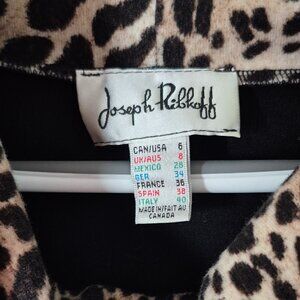 Joseph Ribkoff
CAN/USA 6
UK/AUS 8
MEXICO 28
GER 34
FRANCE 36
SPAIN 38
ITALY 40
MADE IN/FAIT AU
CANADA